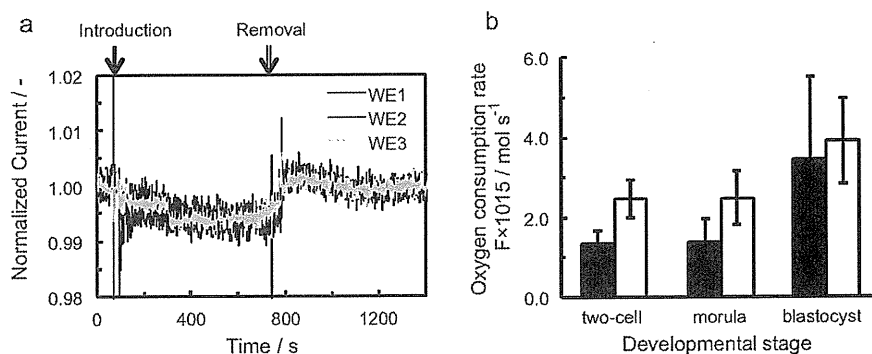 a
Introduction
Removal
1.02
1.01
1.00
0.99
0.98
Normalized Current / -
WE1
WE2
WE3
0
400
800
1200
Time / s
b
6.0
4.0
2.0
0.0
Oxygen consumption rate
F×1015 / mol s-1
two-cell
morula
blastocyst
Developmental stage